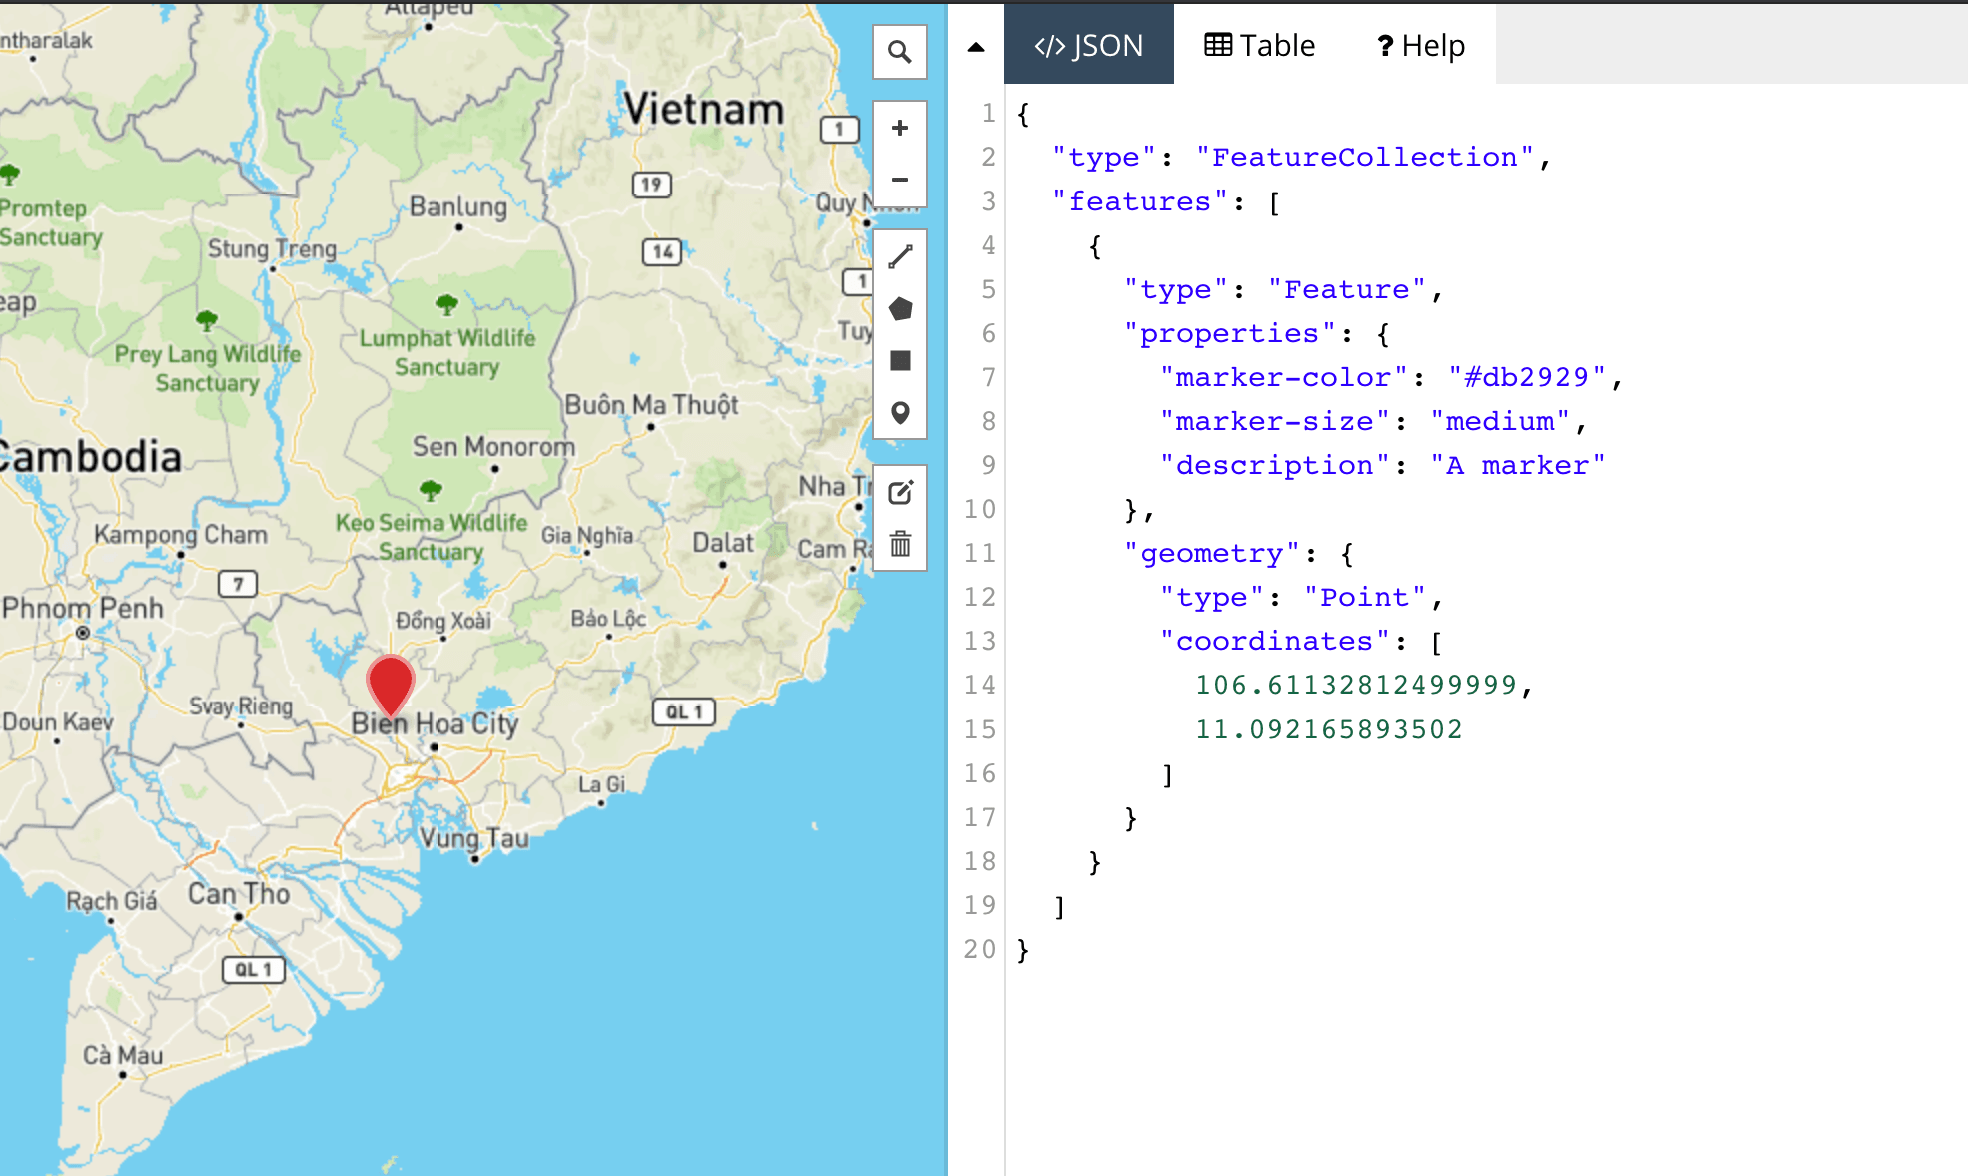 Attapeu
ntharalak
Vietnam
1
19
Banlung
Quy Nhon
Promtep
Sanctuary
Stung Treng
14
1
eap
Tuy
Lumphat Wildlife
Sanctuary
Prey Lang Wildlife
Sanctuary
Buôn Ma Thuột
Cambodia
Sen Monorom
Nha Tr
Keo Seima Wildlife
Sanctuary
Kampong Cham
Gia Nghĩa
Dalat
Cam Ra
7
Phnom Penh
Đồng Xoài
Bảo Lộc
Svay Rieng
QL 1
Doun Kaev
Bien Hoa City
La Gi
Vung Tau
Rạch Giá
Can Tho
QL 1
Cà Mau
</> JSON
Table
? Help
1 {
2 "type": "FeatureCollection",
3 "features": [
4 {
5 "type": "Feature",
6 "properties": {
7 "marker-color": "#db2929",
8 "marker-size": "medium",
9 "description": "A marker"
10 },
11 "geometry": {
12 "type": "Point",
13 "coordinates": [
14 106.61132812499999,
15 11.092165893502
16 ]
17 }
18 }
19 ]
20 }